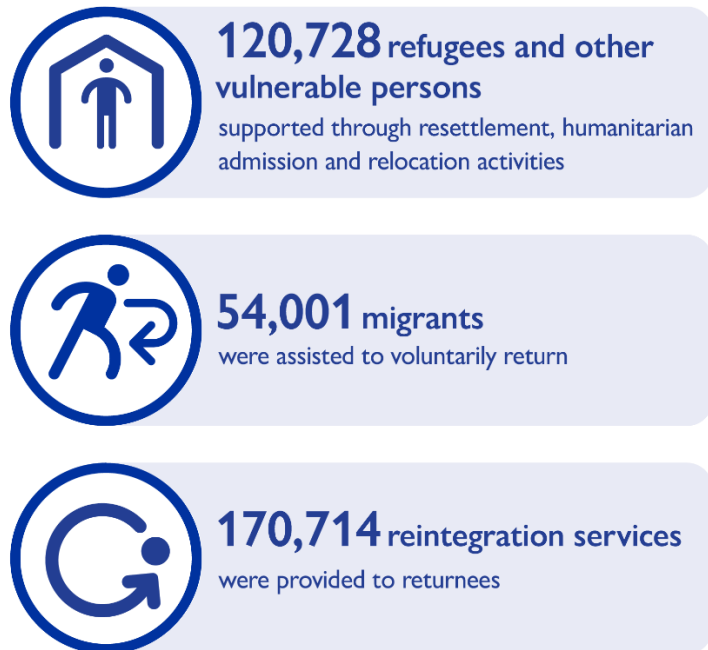 120,728 refugees and other
vulnerable persons
supported through resettlement, humanitarian
admission and relocation activities
54,001 migrants
were assisted to voluntarily return
170,714 reintegration services
were provided to returnees